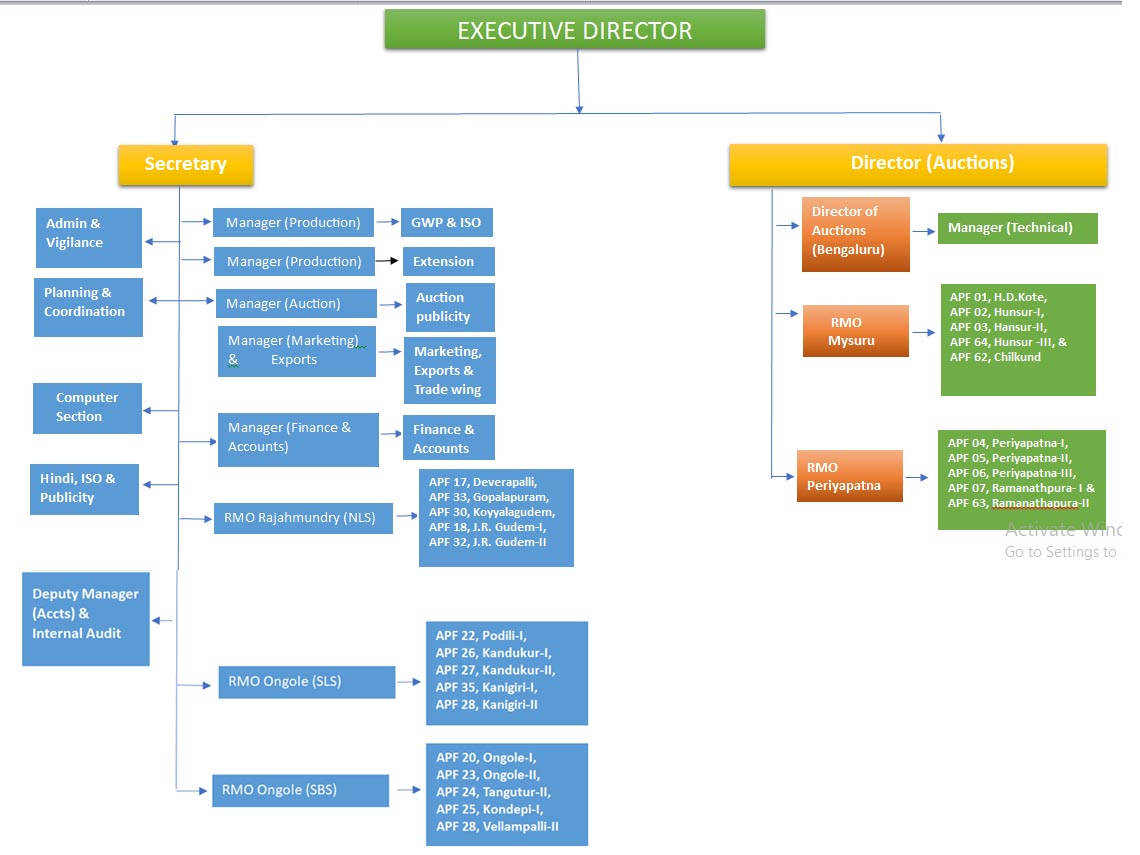 EXECUTIVE DIRECTOR
Secretary
Director (Auctions)
Admin &
Vigilance
Planning &
Coordination
Computer
Section
Hindi, ISO &
Publicity
Deputy Manager
(Accts) &
Internal Audit
Manager (Production)
GWP & ISO
Manager (Production)
Extension
Manager (Auction)
Auction
publicity
Manager (Marketing)
& Exports
Marketing,
Exports &
Trade wing
Manager (Finance &
Accounts)
Finance &
Accounts
RMO Rajahmundry (NLS)
APF 17, Deverapalli,
APF 33, Gopalapuram,
APF 30, Koyyalagudem,
APF 18, J.R. Gudem-I,
APF 32, J.R. Gudem-II
RMO Ongole (SLS)
APF 22, Podili-I,
APF 26, Kandukur-I,
APF 27, Kandukur-II,
APF 35, Kanigiri-I,
APF 28, Kanigiri-II
RMO Ongole (SBS)
APF 20, Ongole-I,
APF 23, Ongole-II,
APF 24, Tangutur-II,
APF 25, Kondepi-I,
APF 28, Vellampalli-II
Director of
Auctions
(Bengaluru)
Manager (Technical)
RMO
Mysuru
APF 01, H.D.Kote,
APF 02, Hunsur-I,
APF 03, Hansur-II,
APF 64, Hunsur -III, &
APF 62, Chilkund
RMO
Periyapatna
APF 04, Periyapatna-I,
APF 05, Periyapatna-II,
APF 06, Periyapatna-III,
APF 07, Ramanathpura- I &
APF 63, Ramanathapura-II
Activate Wind
Go to Settings to